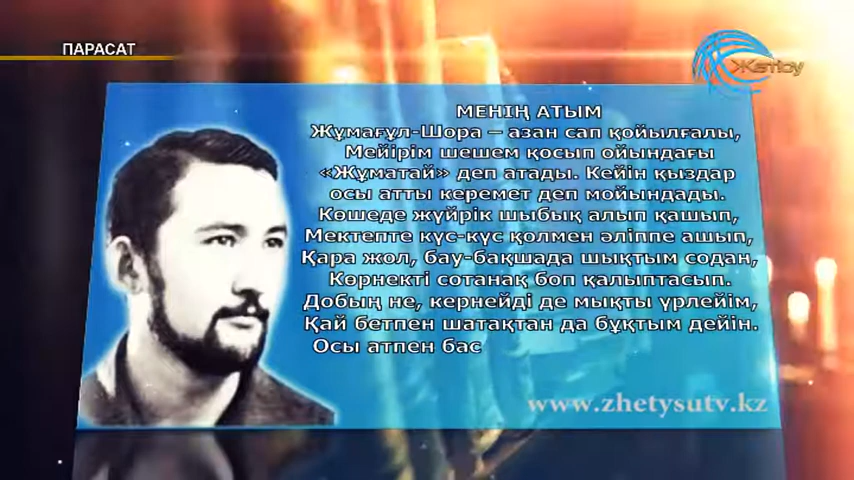 ПАРАСАТ
Жетісу
МЕНІҢ АТЫМ
Жұмағұл-Шора – азан сап қойылғалы,
Мейірім шешем қосып ойындағы
«Жұматай» деп атады. Кейін қыздар
осы атты керемет деп мойындады.
Көшеде жүйрік шыбық алып қашып,
Мектепте күс-күс қолмен әліппе ашып,
Қара жол, бау-бақшада шықтым содан,
Көрнекті сотанақ боп қалыптасып.
Добың не, кернейді де мықты үрлейім,
Қай бетпен шатақтан да бұқтым дейін.
Осы атпен бас
www.zhetysutv.kz